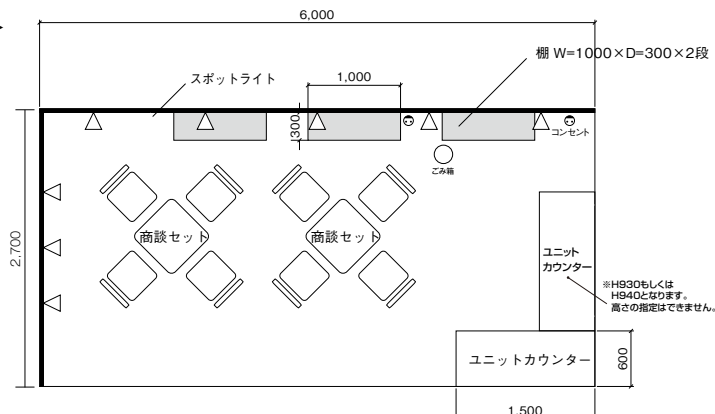 6,000
棚 W=1000×D=300×2段
スポットライト
1,000
300
コンセント
ごみ箱
2.700
商談セット
商談セット
ユニット
カウンター
※H930もしくは
H940となります。
高さの指定はできません。
ユニットカウンター
600
1,500